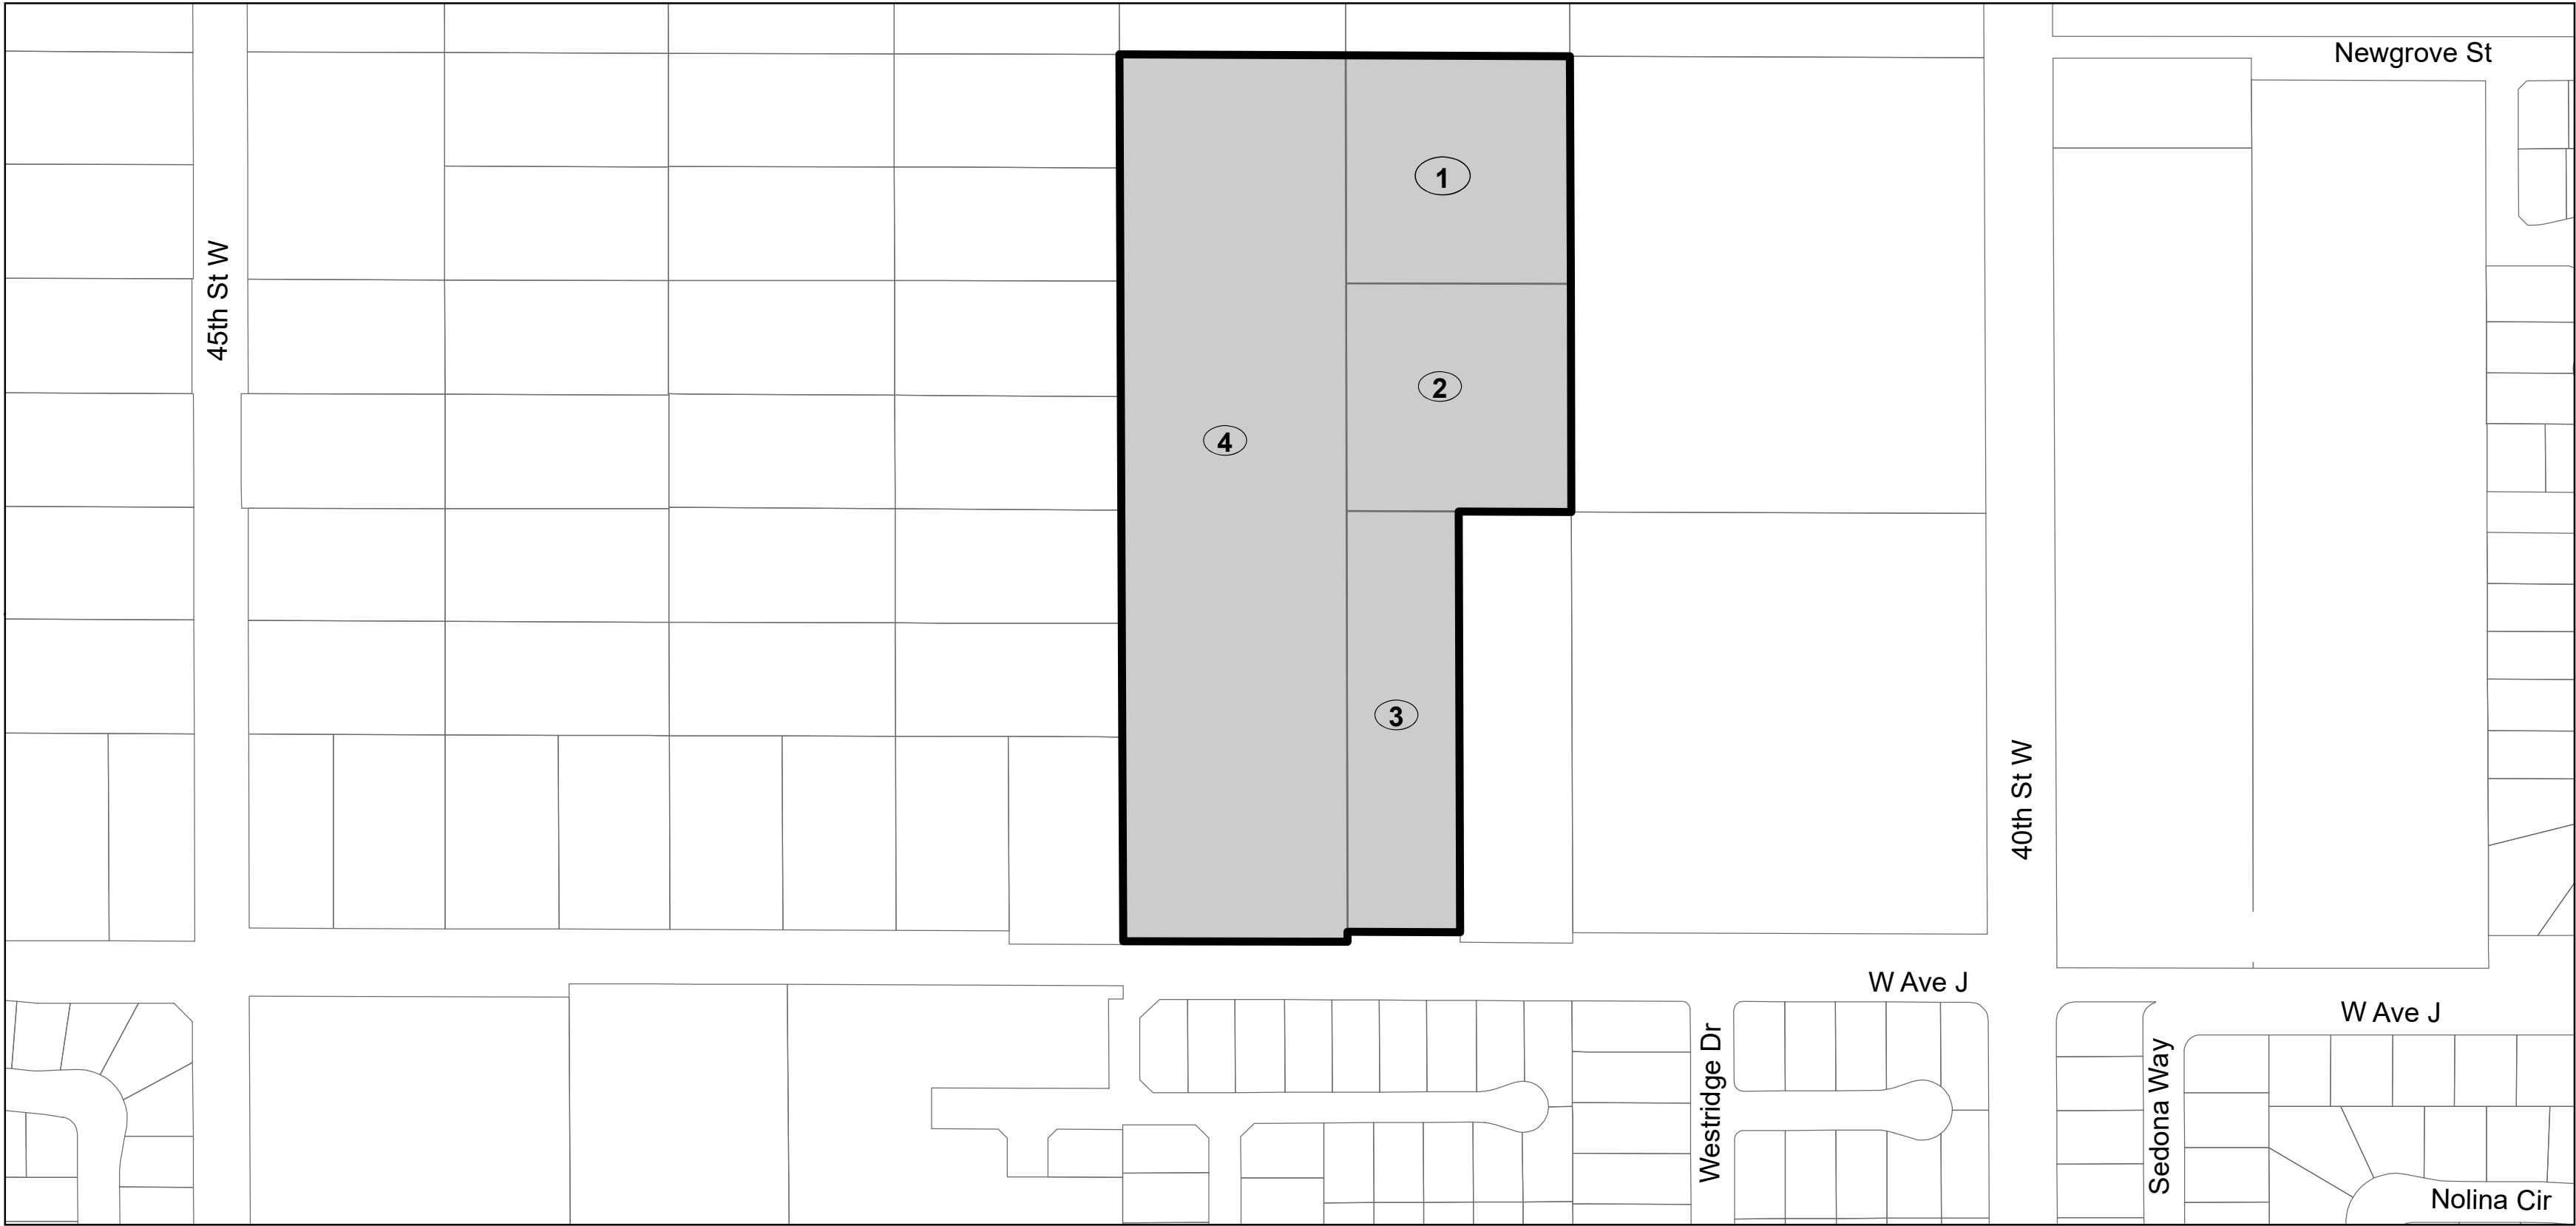 Newgrove St
1
45th St W
2
4
3
40th St W
W Ave J
W Ave J
Westridge Dr
Sedona Way
Nolina Cir